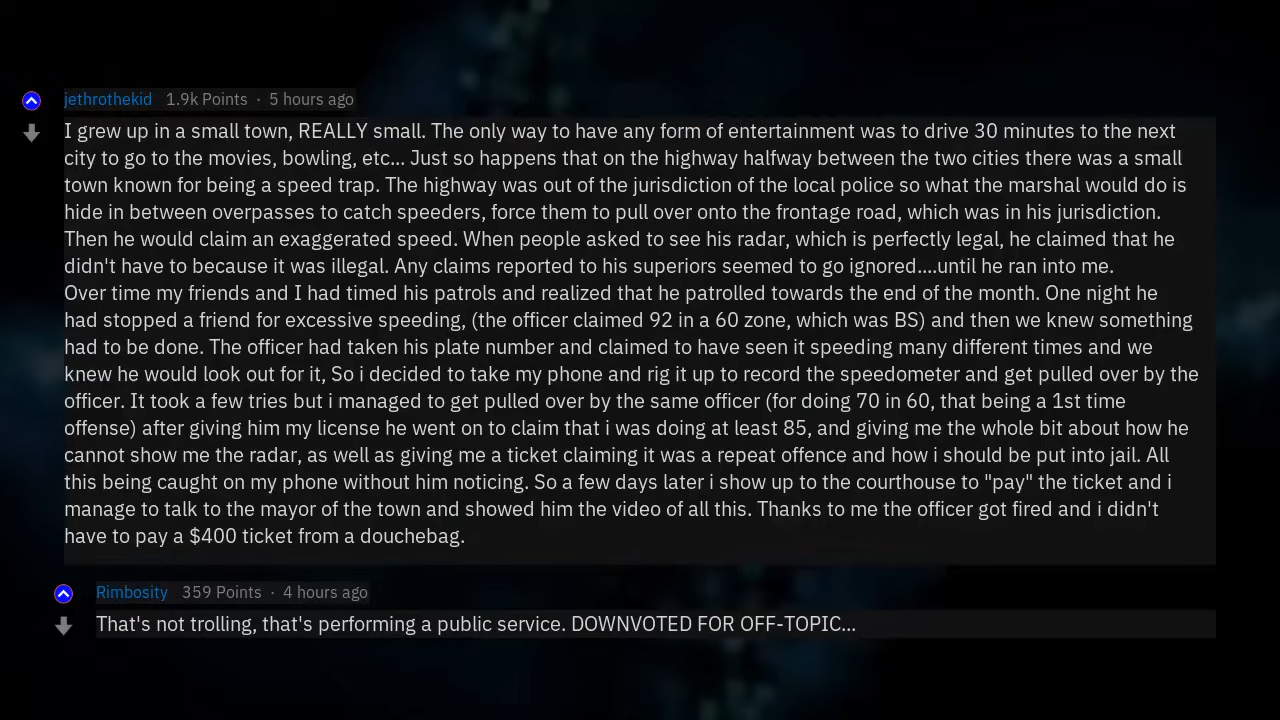 jethrothekid 1.9k Points · 5 hours ago
I grew up in a small town, REALLY small. The only way to have any form of entertainment was to drive 30 minutes to the next
city to go to the movies, bowling, etc... Just so happens that on the highway halfway between the two cities there was a small
town known for being a speed trap. The highway was out of the jurisdiction of the local police so what the marshal would do is
hide in between overpasses to catch speeders, force them to pull over onto the frontage road, which was in his jurisdiction.
Then he would claim an exaggerated speed. When people asked to see his radar, which is perfectly legal, he claimed that he
didn't have to because it was illegal. Any claims reported to his superiors seemed to go ignored....until he ran into me.
Over time my friends and I had timed his patrols and realized that he patrolled towards the end of the month. One night he
had stopped a friend for excessive speeding, (the officer claimed 92 in a 60 zone, which was BS) and then we knew something
had to be done. The officer had taken his plate number and claimed to have seen it speeding many different times and we
knew he would look out for it, So i decided to take my phone and rig it up to record the speedometer and get pulled over by the
officer. It took a few tries but i managed to get pulled over by the same officer (for doing 70 in 60, that being a 1st time
offense) after giving him my license he went on to claim that i was doing at least 85, and giving me the whole bit about how he
cannot show me the radar, as well as giving me a ticket claiming it was a repeat offence and how i should be put into jail. All
this being caught on my phone without him noticing. So a few days later i show up to the courthouse to "pay" the ticket and i
manage to talk to the mayor of the town and showed him the video of all this. Thanks to me the officer got fired and i didn't
have to pay a $400 ticket from a douchebag.
Rimbosity 359 Points · 4 hours ago
That's not trolling, that's performing a public service. DOWNVOTED FOR OFF-TOPIC...